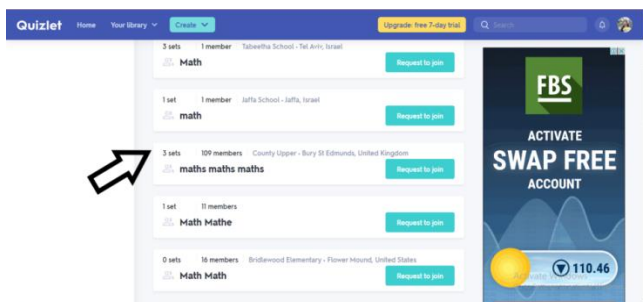 Quizlet Home Your library Create Upgrade: free 7-day trial Search
3 sets 1 member Tabeetha School - Tel Aviv, Israel
Math Request to join
1 set 1 member Jaffa School - Jaffa, Israel
math Request to join
3 sets 109 members County Upper - Bury St Edmunds, United Kingdom
maths maths maths Request to join
1 set 11 members
Math Mathe Request to join
0 sets 16 members Bridlewood Elementary - Flower Mound, United States
Math Math Request to join
FBS
ACTIVATE
SWAP FREE
ACCOUNT
110.46
Activate Windows